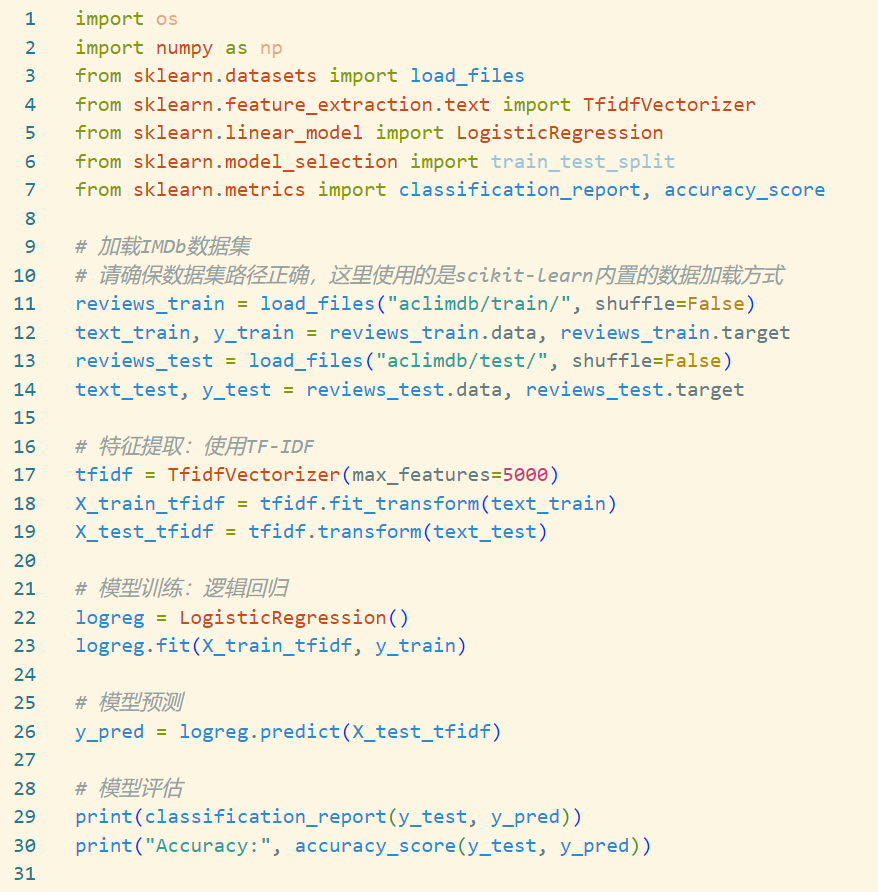 1 import os
2 import numpy as np
3 from sklearn.datasets import load_files
4 from sklearn.feature_extraction.text import TfidfVectorizer
5 from sklearn.linear_model import LogisticRegression
6 from sklearn.model_selection import train_test_split
7 from sklearn.metrics import classification_report, accuracy_score
8
9 # 加载IMDb数据集
10 # 请确保数据集路径正确，这里使用的是scikit-learn内置的数据加载方式
11 reviews_train = load_files("aclimdb/train/", shuffle=False)
12 text_train, y_train = reviews_train.data, reviews_train.target
13 reviews_test = load_files("aclimdb/test/", shuffle=False)
14 text_test, y_test = reviews_test.data, reviews_test.target
15
16 # 特征提取：使用TF-IDF
17 tfidf = TfidfVectorizer(max_features=5000)
18 X_train_tfidf = tfidf.fit_transform(text_train)
19 X_test_tfidf = tfidf.transform(text_test)
20
21 # 模型训练：逻辑回归
22 logreg = LogisticRegression()
23 logreg.fit(X_train_tfidf, y_train)
24
25 # 模型预测
26 y_pred = logreg.predict(X_test_tfidf)
27
28 # 模型评估
29 print(classification_report(y_test, y_pred))
30 print("Accuracy:", accuracy_score(y_test, y_pred))
31